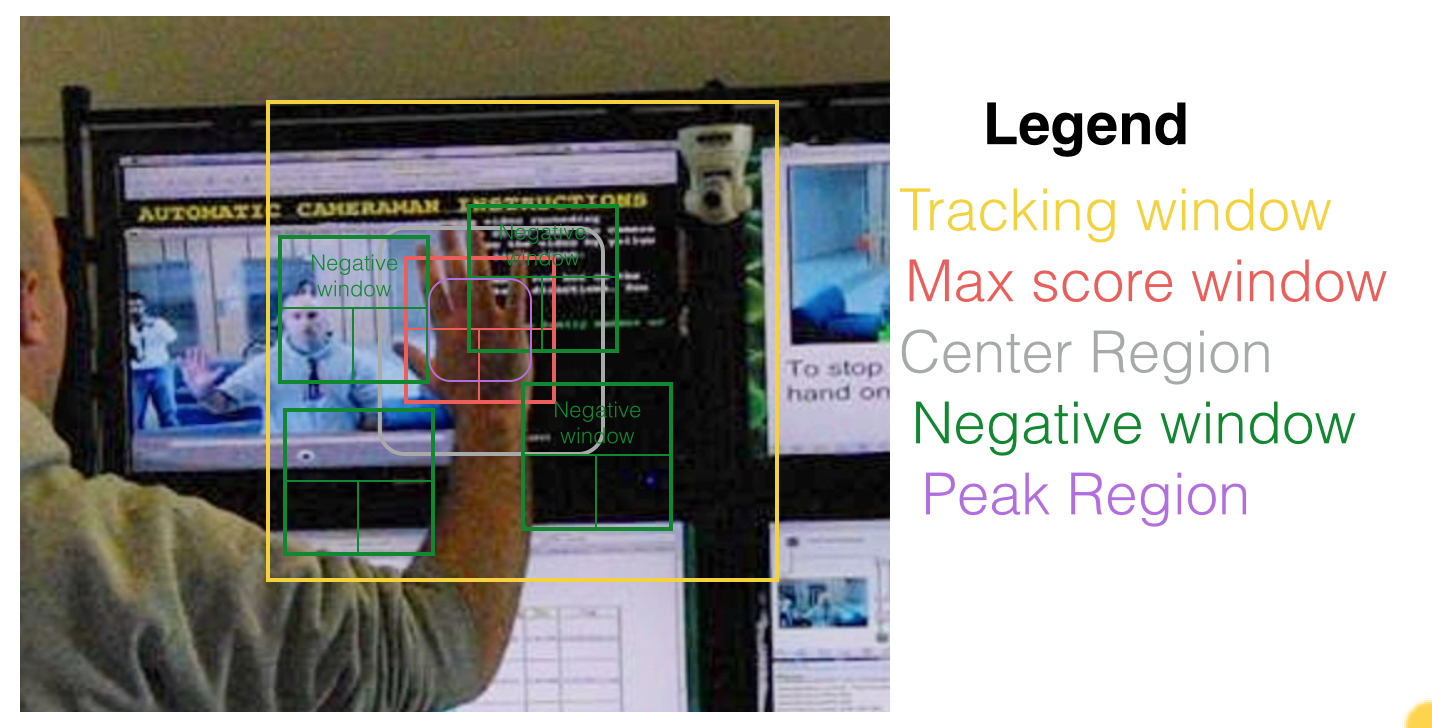 AUTOMATIC CAMERAMAN INSTRUCTIONS
Negative
window
Negative
window
Negative
window
To stop
hand on
Legend
Tracking window
Max score window
Center Region
Negative window
Peak Region